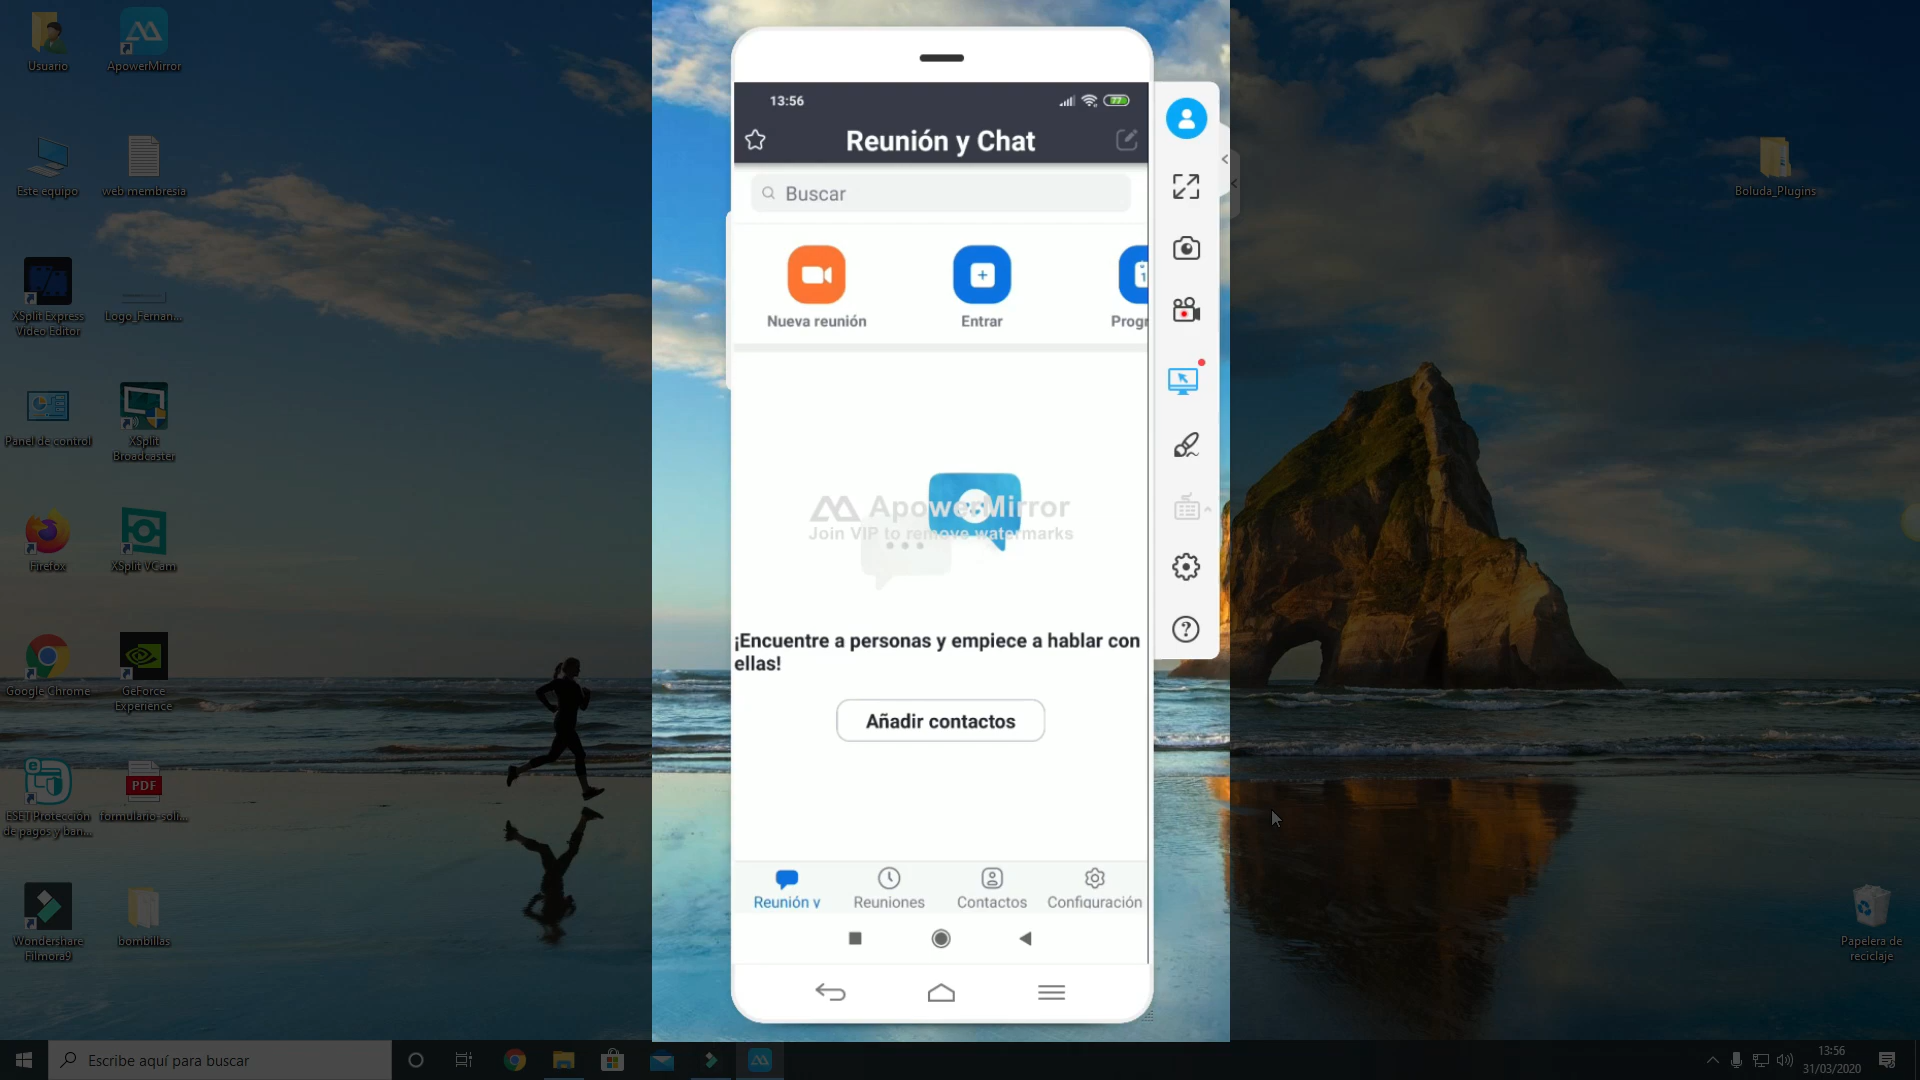 Usuario
ApowerMirror
Este equipo
web membresia
XSplit Express
Video Editor
Logo_Fernan...
Panel de control
XSplit
Broadcaster
Firefox
XSplit VCam
Google Chrome
GeForce
Experience
ESET Protección
de pagos y ban...
PDF
formulario-soli...
Wondershare
Filmora9
bombillas
13:56
77
Reunión y Chat
Buscar
Nueva reunión
Entrar
Progr
ApowerMirror
Join VIP to remove watermarks
¡Encuentre a personas y empiece a hablar con
ellas!
Añadir contactos
Reunión y
Reuniones
Contactos
Configuración
Boluda_Plugins
Papelera de
reciclaje
Escribe aquí para buscar
13:56
31/03/2020